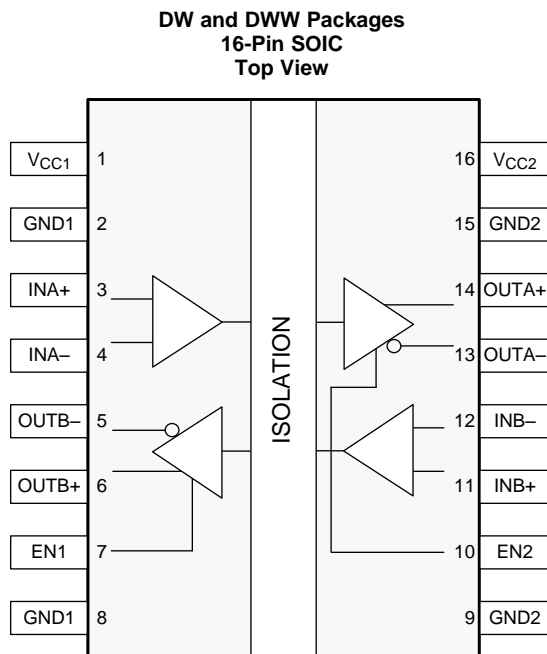 DW and DWW Packages
16-Pin SOIC
Top View
VCC1 1 16 VCC2
GND1 2 15 GND2
INA+ 3 14 OUTA+
INA– 4 13 OUTA–
ISOLATION
OUTB– 5 12 INB–
OUTB+ 6 11 INB+
EN1 7 10 EN2
GND1 8 9 GND2